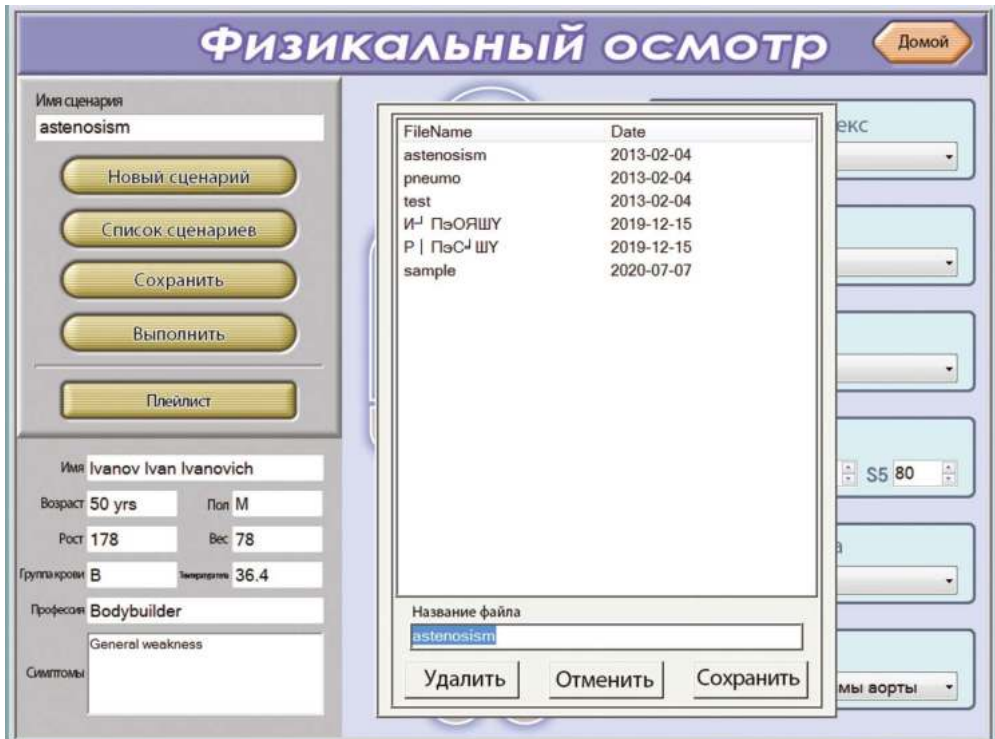 Физикальный осмотр
Домой
Имя сценария
astenosism
Новый сценарий
Список сценариев
Сохранить
Выполнить
Плейлист
Имя Ivanov Ivan Ivanovich
Возраст 50 yrs Пол М
Рост 178 Вес 78
Группа крови B Температура 36.4
Професия Bodybuilder
General weakness
Симптомы
FileName Date
astenosism 2013-02-04
pneumo 2013-02-04
test 2013-02-04
И┘ ПэОЯШY 2019-12-15
Р│ ПэС┘ШY 2019-12-15
sample 2020-07-07
Название файла
astenosism
Удалить Отменить Сохранить
екс
S5 80
а
мы аорты